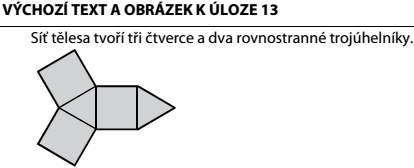 VÝCHOZÍ TEXT A OBRÁZEK K ÚLOZE 13
Síť tělesa tvoří tři čtverce a dva rovnostranné trojúhelníky.